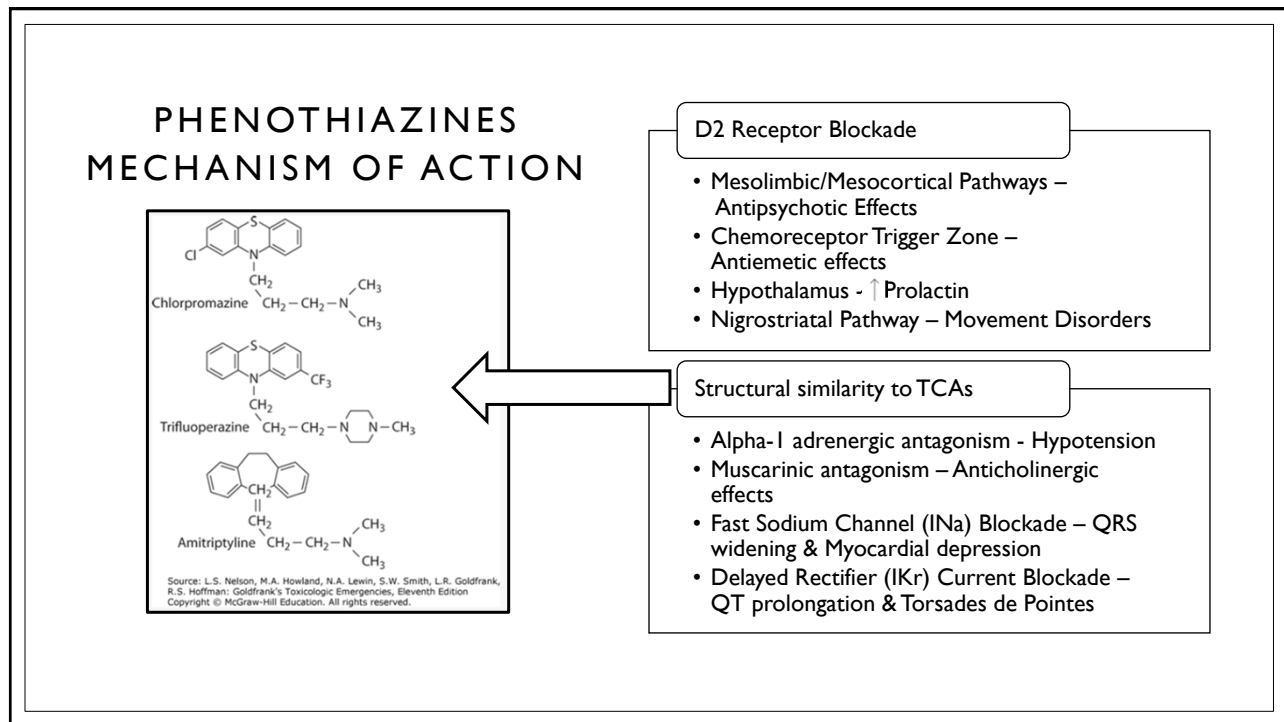 PHENOTHIAZINES
MECHANISM OF ACTION
S
Cl
N
CH₂
CH₂–CH₂–N
CH₃
CH₃
Chlorpromazine
S
N
CF₃
CH₂
CH₂–CH₂–N
N–CH₃
Trifluoperazine
CH₂
CH₂
CH₂–CH₂–N
CH₃
CH₃
Amitriptyline
Source: L.S. Nelson, M.A. Howland, N.A. Lewin, S.W. Smith, L.R. Goldfrank,
R.S. Hoffman: Goldfrank's Toxicologic Emergencies, Eleventh Edition
Copyright © McGraw-Hill Education. All rights reserved.
D2 Receptor Blockade
• Mesolimbic/Mesocortical Pathways –
Antipsychotic Effects
• Chemoreceptor Trigger Zone –
Antiemetic effects
• Hypothalamus - ↑Prolactin
• Nigrostriatal Pathway – Movement Disorders
Structural similarity to TCAs
• Alpha-1 adrenergic antagonism - Hypotension
• Muscarinic antagonism – Anticholinergic
effects
• Fast Sodium Channel (INa) Blockade – QRS
widening & Myocardial depression
• Delayed Rectifier (IKr) Current Blockade –
QT prolongation & Torsades de Pointes